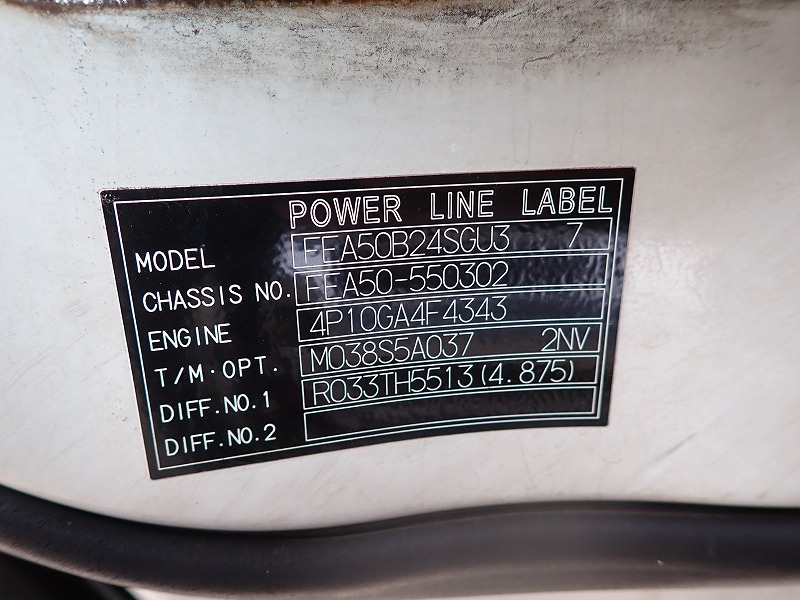 POWER LINE LABEL
MODEL FEA50B24SGU3 7
CHASSIS NO. FEA50-550302
ENGINE 4P10GA4F4343
T/M·OPT. M038S5A037 2NV
DIFF.NO.1 R033TH5513(4.875)
DIFF.NO.2